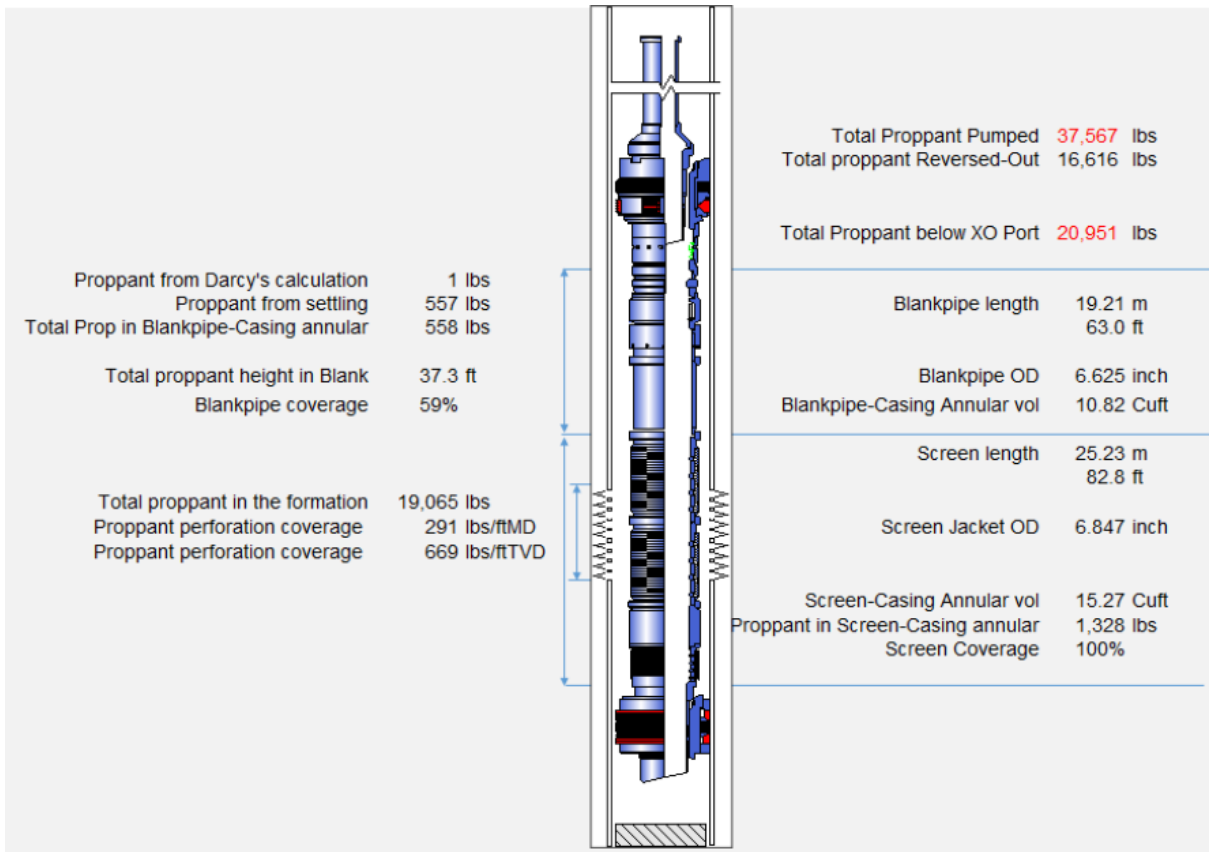 Total Proppant Pumped 37,567 lbs
Total proppant Reversed-Out 16,616 lbs
Total Proppant below XO Port 20,951 lbs
Proppant from Darcy's calculation 1 lbs
Proppant from settling 557 lbs
Total Prop in Blankpipe-Casing annular 558 lbs
Total proppant height in Blank 37.3 ft
Blankpipe coverage 59%
Blankpipe length 19.21 m
63.0 ft
Blankpipe OD 6.625 inch
Blankpipe-Casing Annular vol 10.82 Cuft
Total proppant in the formation 19,065 lbs
Proppant perforation coverage 291 lbs/ftMD
Proppant perforation coverage 669 lbs/ftTVD
Screen length 25.23 m
82.8 ft
Screen Jacket OD 6.847 inch
Screen-Casing Annular vol 15.27 Cuft
Proppant in Screen-Casing annular 1,328 lbs
Screen Coverage 100%